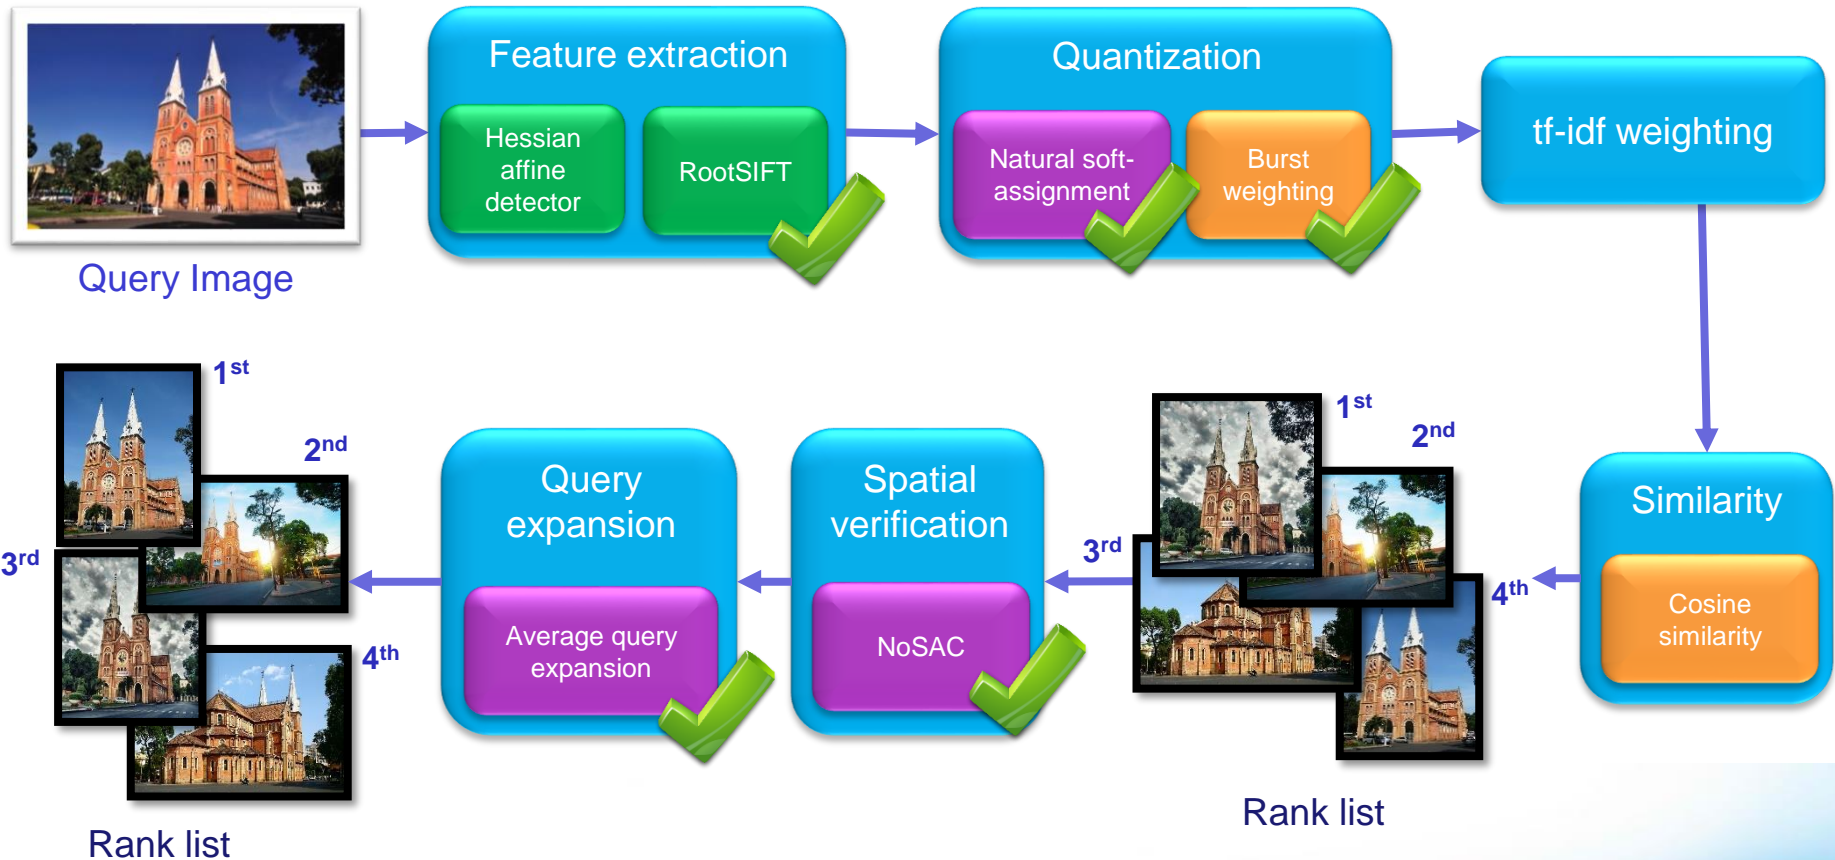 Feature extraction
Hessian
affine
detector
RootSIFT
Quantization
Natural soft-
assignment
Burst
weighting
tf-idf weighting
Query Image
1st
2nd
3rd
4th
Rank list
Query
expansion
Average query
expansion
Spatial
verification
NoSAC
1st
2nd
3rd
4th
Rank list
Similarity
Cosine
similarity